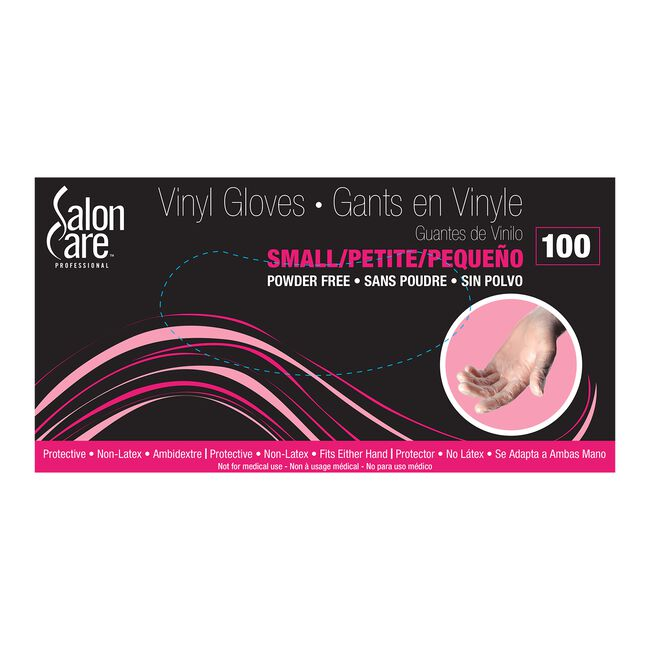 Salon
Care™
PROFESSIONAL
Vinyl Gloves • Gants en Vinyle
Guantes de Vinilo
SMALL/PETITE/PEQUEÑO
100
POWDER FREE • SANS POUDRE • SIN POLVO
Protective • Non-Latex • Ambidextre | Protective • Non-Latex • Fits Either Hand | Protector • No Látex • Se Adapta a Ambas Mano
Not for medical use - Non à usage médical - No para uso médico